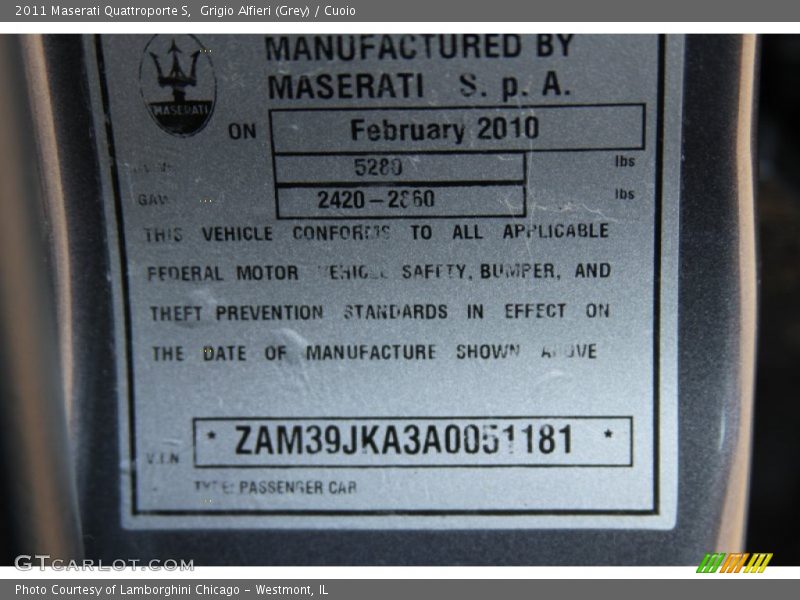 2011 Maserati Quattroporte S,  Grigio Alfieri (Grey) / Cuoio
MANUFACTURED BY
MASERATI
MASERATI S. p. A.
ON February 2010
5280 lbs
GAW 2420-2860 lbs
THIS VEHICLE CONFORMS TO ALL APPLICABLE
FEDERAL MOTOR VEHICLE SAFETY, BUMPER, AND
THEFT PREVENTION STANDARDS IN EFFECT ON
THE DATE OF MANUFACTURE SHOWN ABOVE
V.I.N * ZAM39JKA3A0051181 *
TYPE: PASSENGER CAR
GTCARLOT.COM
Photo Courtesy of Lamborghini Chicago - Westmont, IL